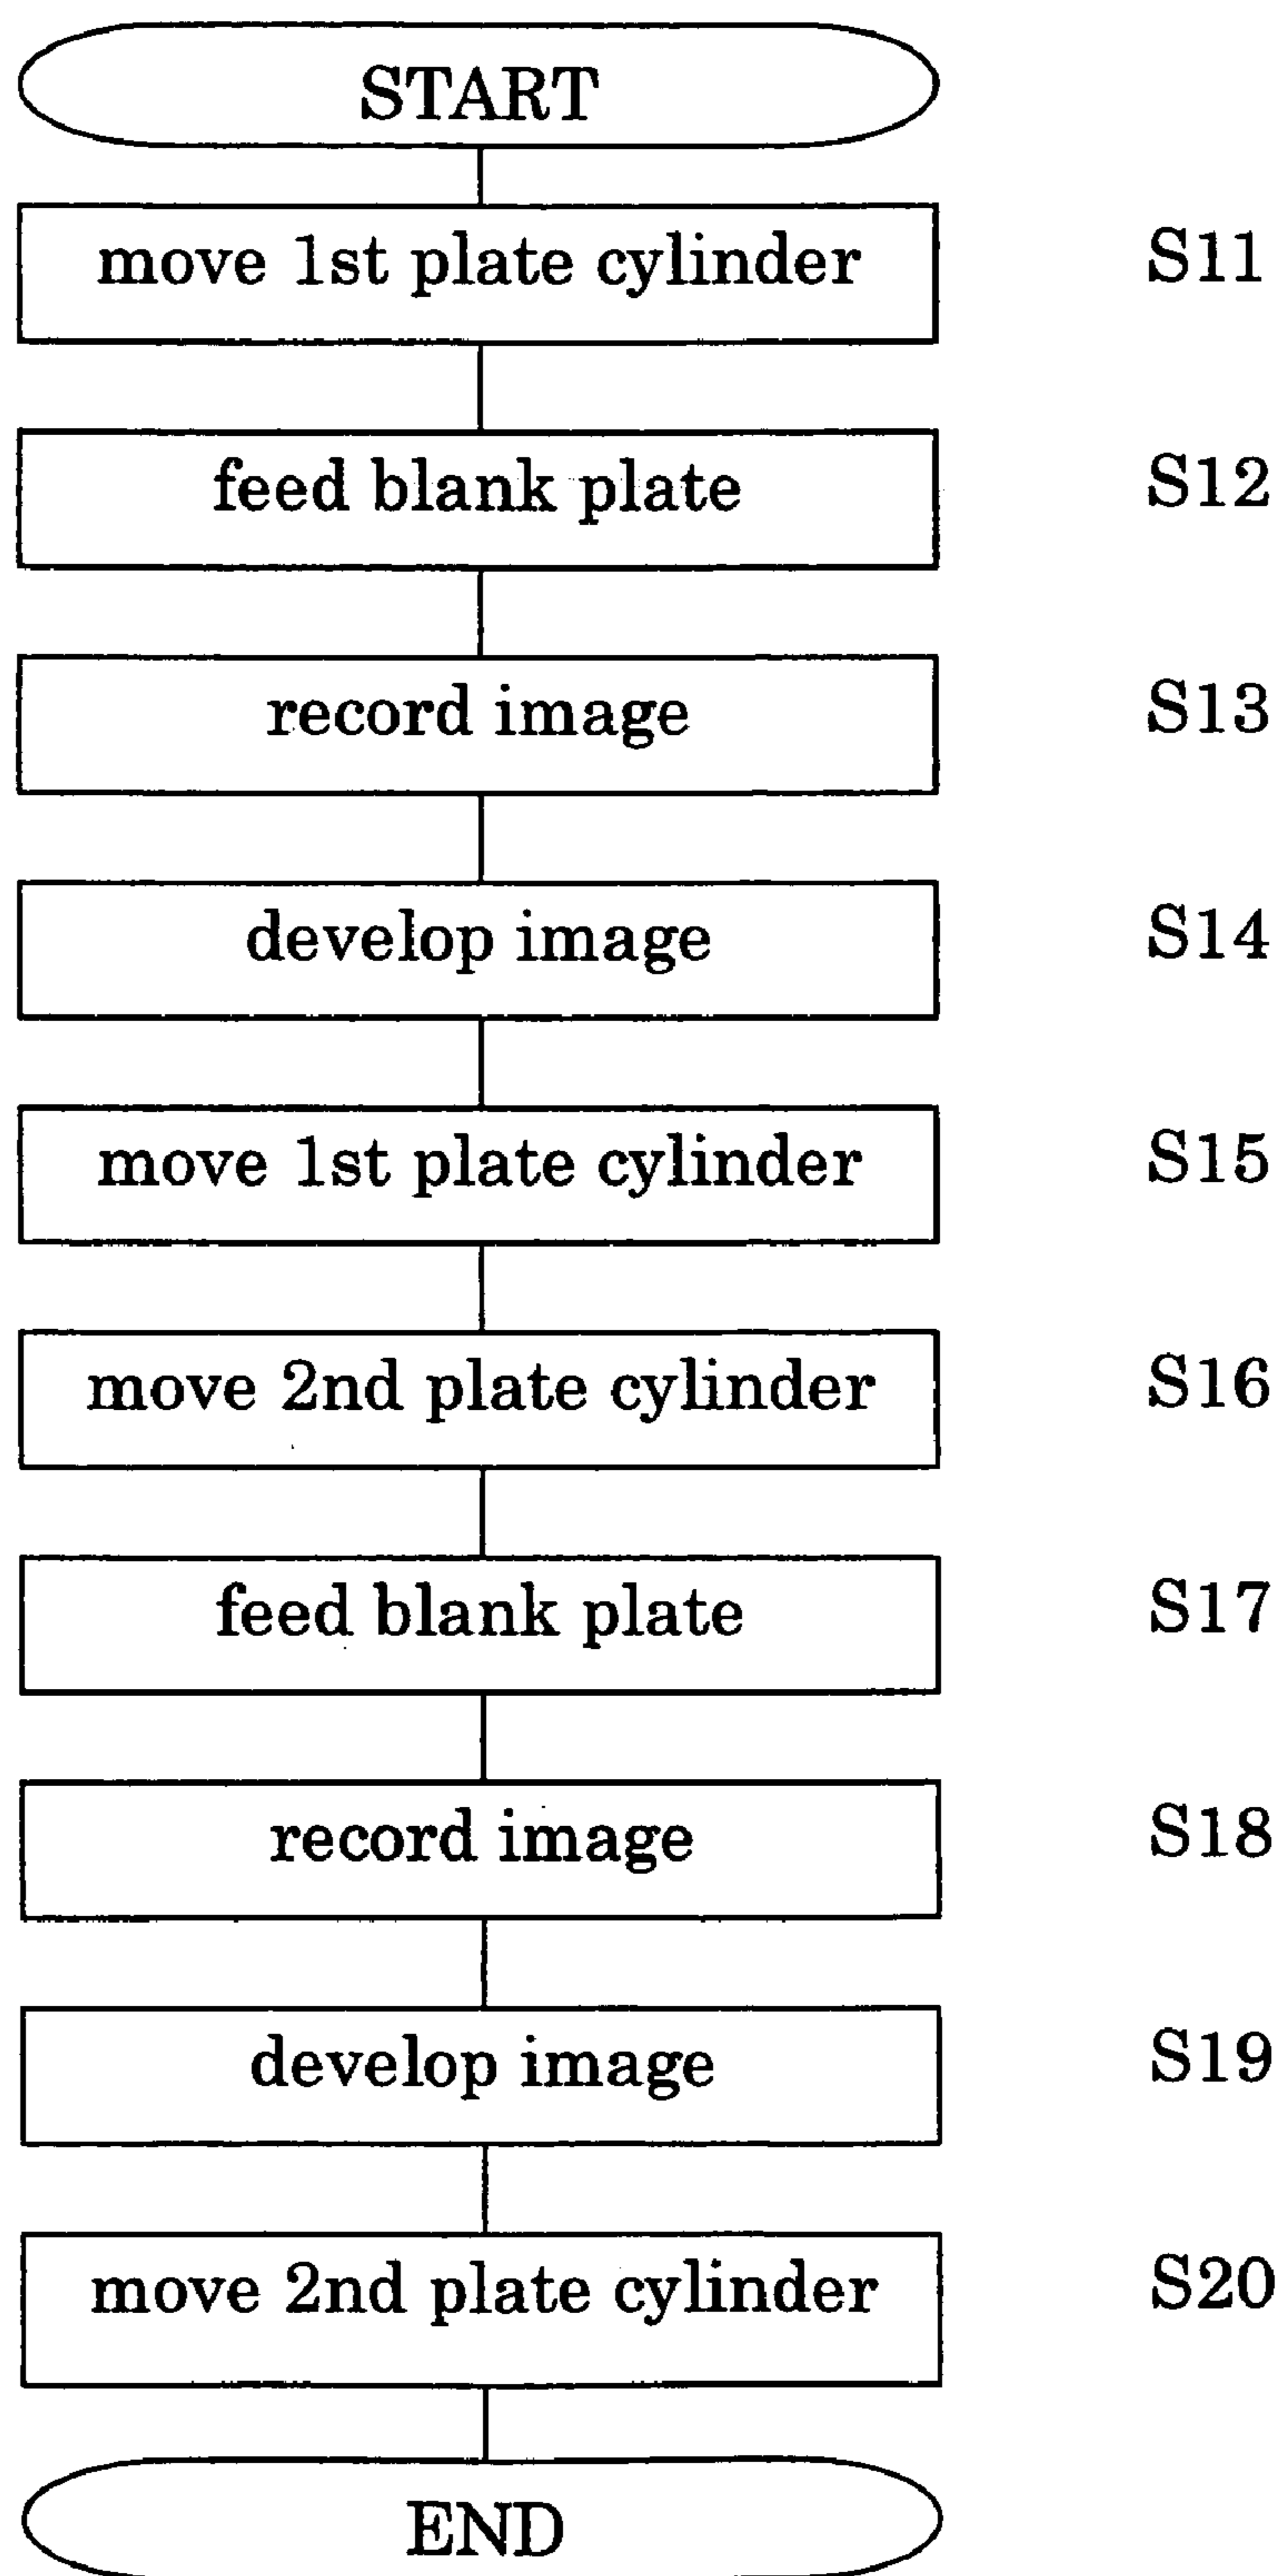 START
move 1st plate cylinder S11
feed blank plate S12
record image S13
develop image S14
move 1st plate cylinder S15
move 2nd plate cylinder S16
feed blank plate S17
record image S18
develop image S19
move 2nd plate cylinder S20
END